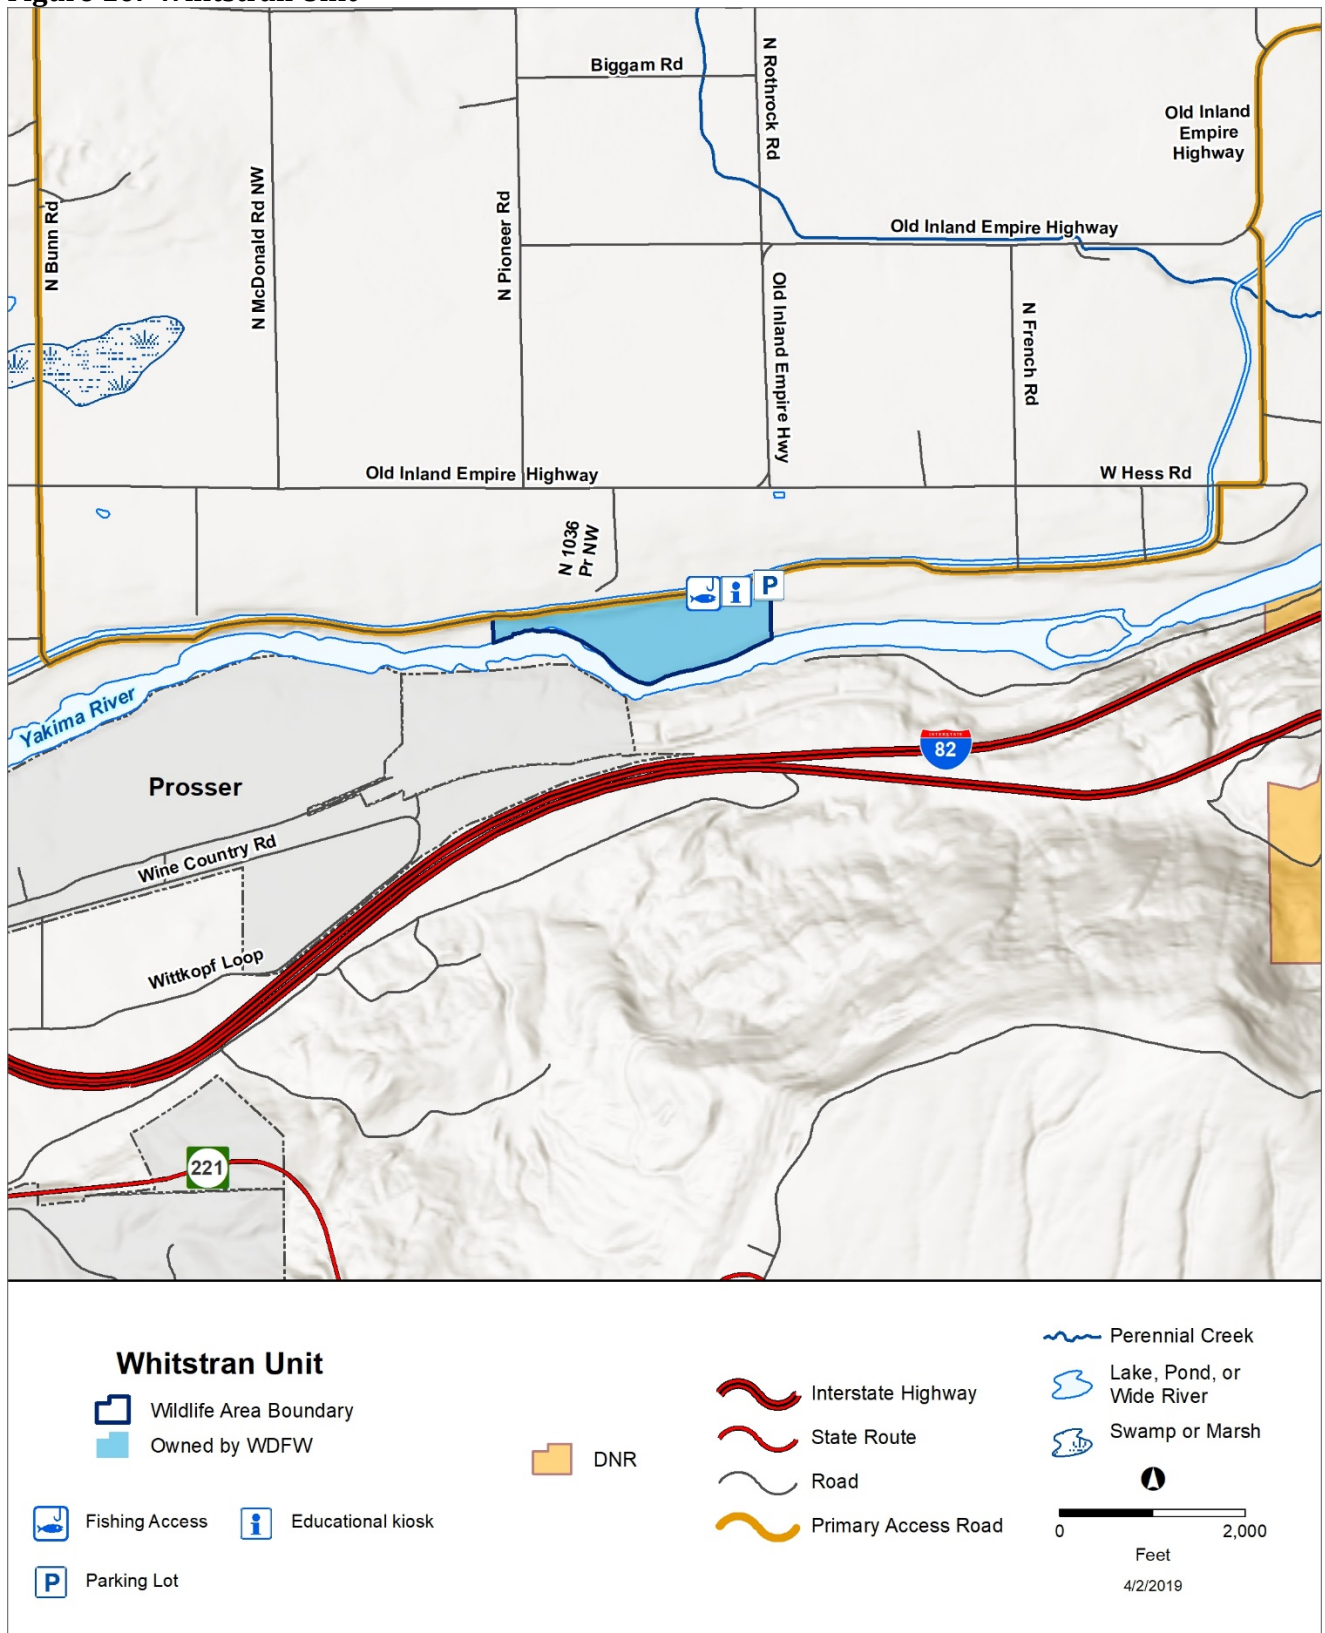 Biggam Rd
N Rothrock Rd
Old Inland
Empire
Highway
N Bunn Rd
N McDonald Rd NW
N Pioneer Rd
Old Inland Empire Highway
Old Inland Empire Hwy
N French Rd
Old Inland Empire Highway
W Hess Rd
N 1036
Pr NW
P
Yakima River
INTERSTATE
82
Prosser
Wine Country Rd
Wittkopf Loop
221
Whitstran Unit
Wildlife Area Boundary
Owned by WDFW
DNR
Fishing Access
Educational kiosk
P
Parking Lot
Interstate Highway
State Route
Road
Primary Access Road
Perennial Creek
Lake, Pond, or
Wide River
Swamp or Marsh
0 2,000
Feet
4/2/2019